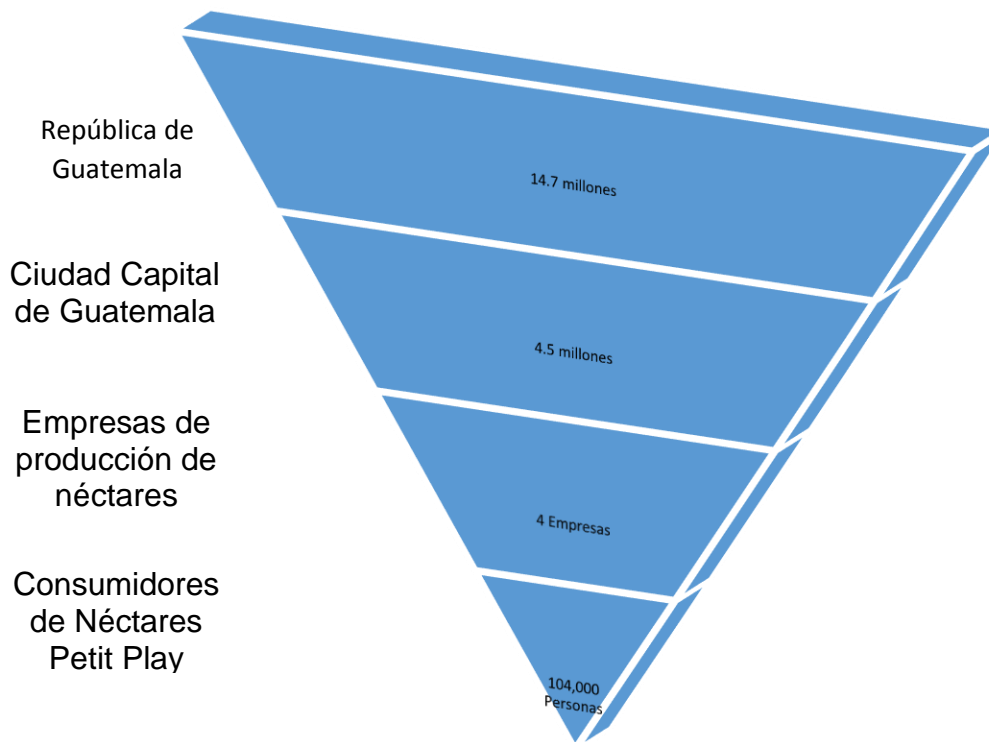 República de
Guatemala
14.7 millones
Ciudad Capital
de Guatemala
4.5 millones
Empresas de
producción de
néctares
4 Empresas
Consumidores
de Néctares
Petit Play
104,000
Personas